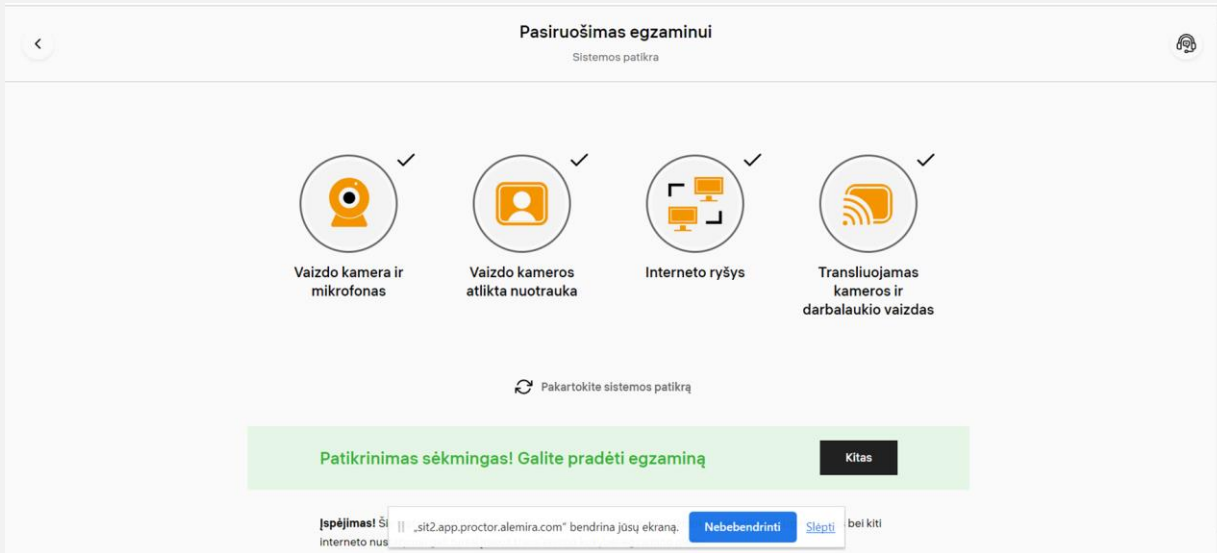 Pasiruošimas egzaminui
Sistemos patikra
Vaizdo kamera ir
mikrofonas
Vaizdo kameros
atlikta nuotrauka
Interneto ryšys
Transliuojamas
kameros ir
darbalaukio vaizdas
Pakartokite sistemos patikrą
Patikrinimas sėkmingas! Galite pradėti egzaminą
Kitas
Įspėjimas!
bei kiti
„sit2.app.proctor.alemira.com“ bendrina jūsų ekraną.
Nebebendrinti
Slėpti
interneto